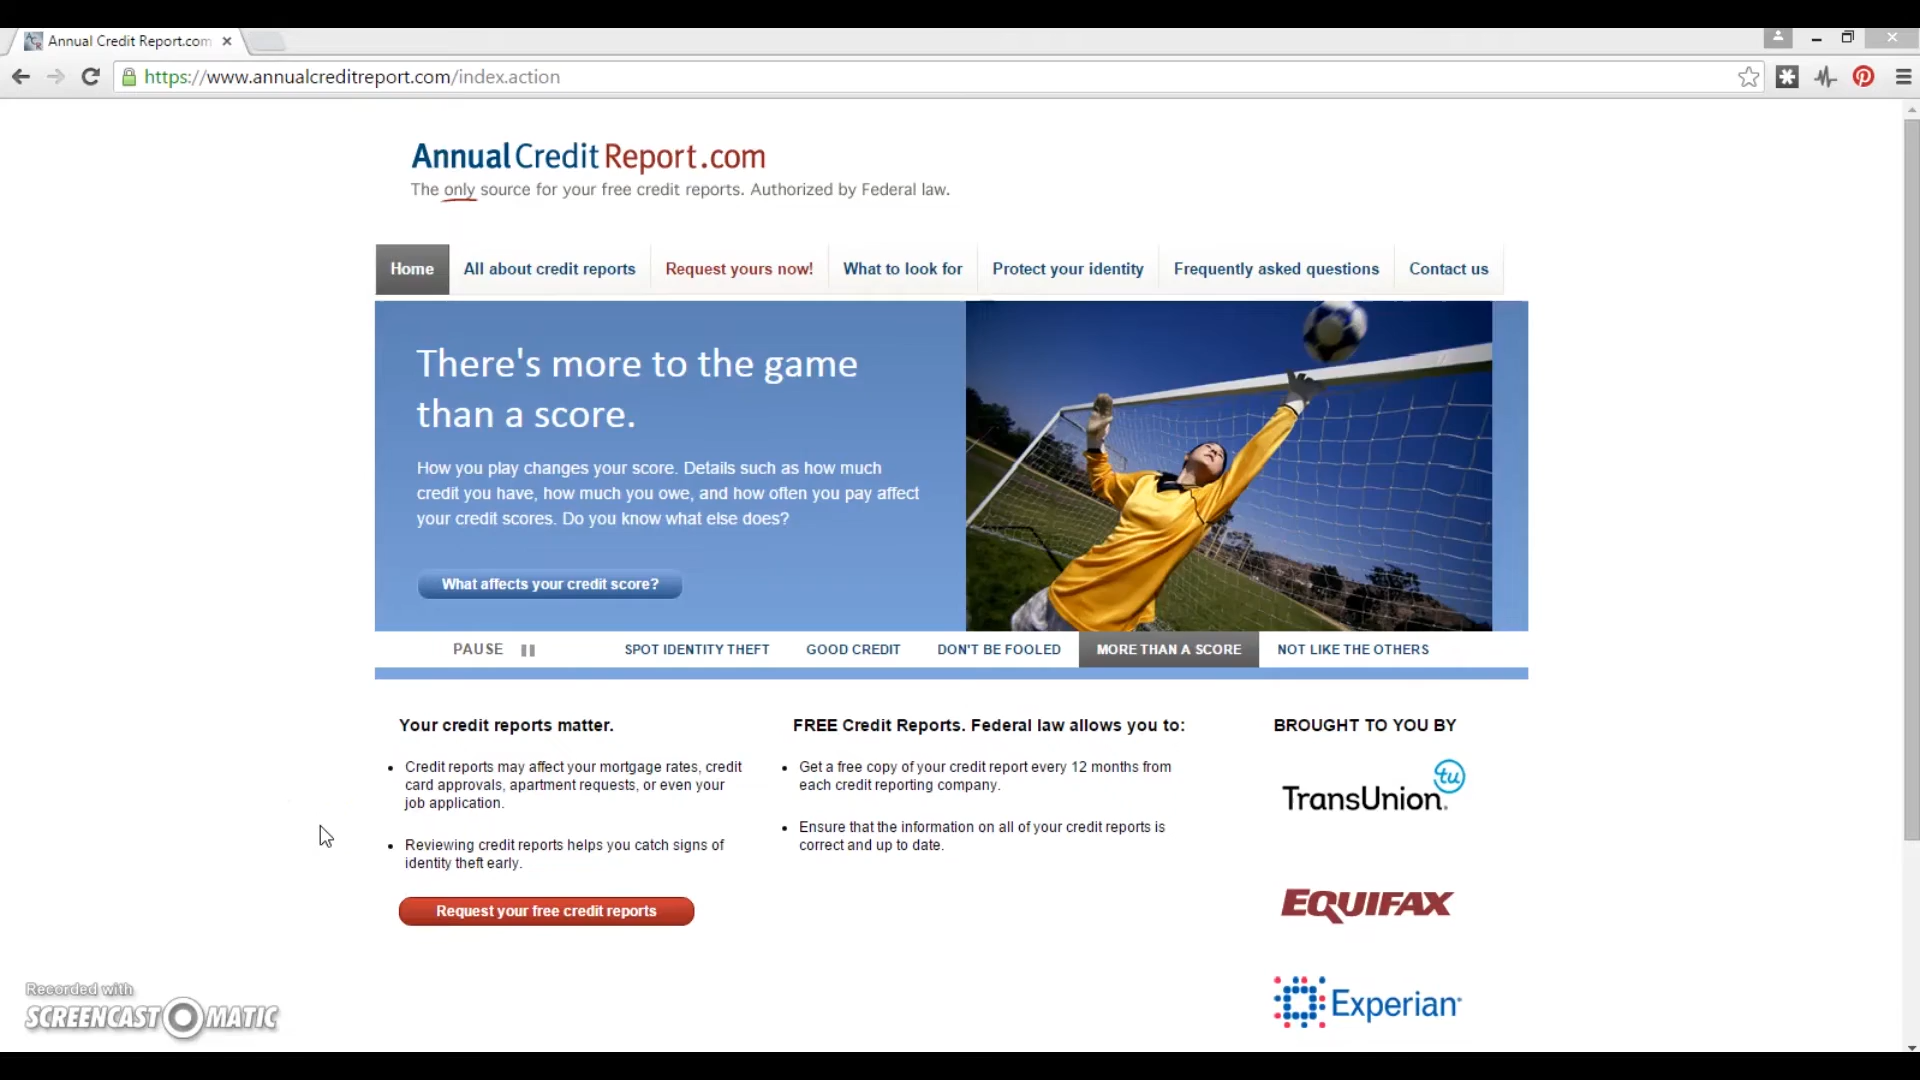 Annual Credit Report.com
https://www.annualcreditreport.com/index.action
AnnualCreditReport.com
The only source for your free credit reports. Authorized by Federal law.
Home
All about credit reports
Request yours now!
What to look for
Protect your identity
Frequently asked questions
Contact us
There's more to the game
than a score.
How you play changes your score. Details such as how much
credit you have, how much you owe, and how often you pay affect
your credit scores. Do you know what else does?
What affects your credit score?
PAUSE
SPOT IDENTITY THEFT
GOOD CREDIT
DON'T BE FOOLED
MORE THAN A SCORE
NOT LIKE THE OTHERS
Your credit reports matter.
Credit reports may affect your mortgage rates, credit
card approvals, apartment requests, or even your
job application.
Reviewing credit reports helps you catch signs of
identity theft early.
Request your free credit reports
FREE Credit Reports. Federal law allows you to:
Get a free copy of your credit report every 12 months from
each credit reporting company.
Ensure that the information on all of your credit reports is
correct and up to date.
BROUGHT TO YOU BY
tu
TransUnion.
EQUIFAX
Experian
Recorded with
SCREENCAST MATIC